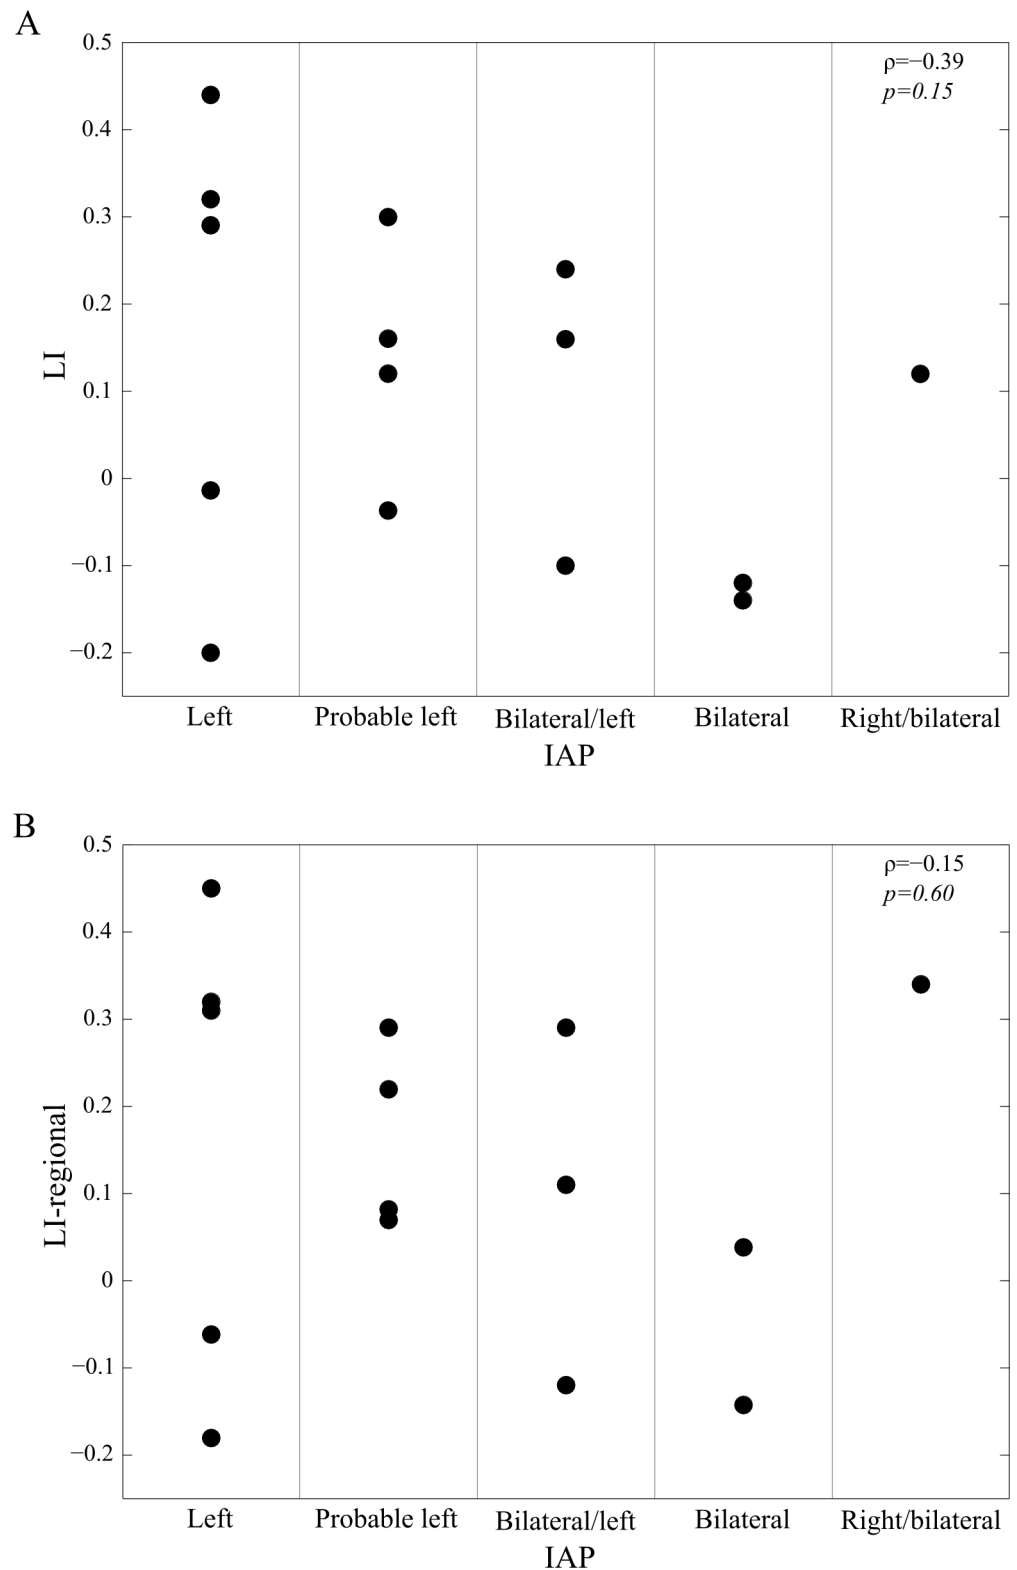 A
0.5
ρ=−0.39
p=0.15
0.4
0.3
0.2
LI
0.1
0
−0.1
−0.2
Left Probable left Bilateral/left Bilateral Right/bilateral
IAP
B
0.5
ρ=−0.15
p=0.60
0.4
0.3
0.2
LI-regional
0.1
0
−0.1
−0.2
Left Probable left Bilateral/left Bilateral Right/bilateral
IAP